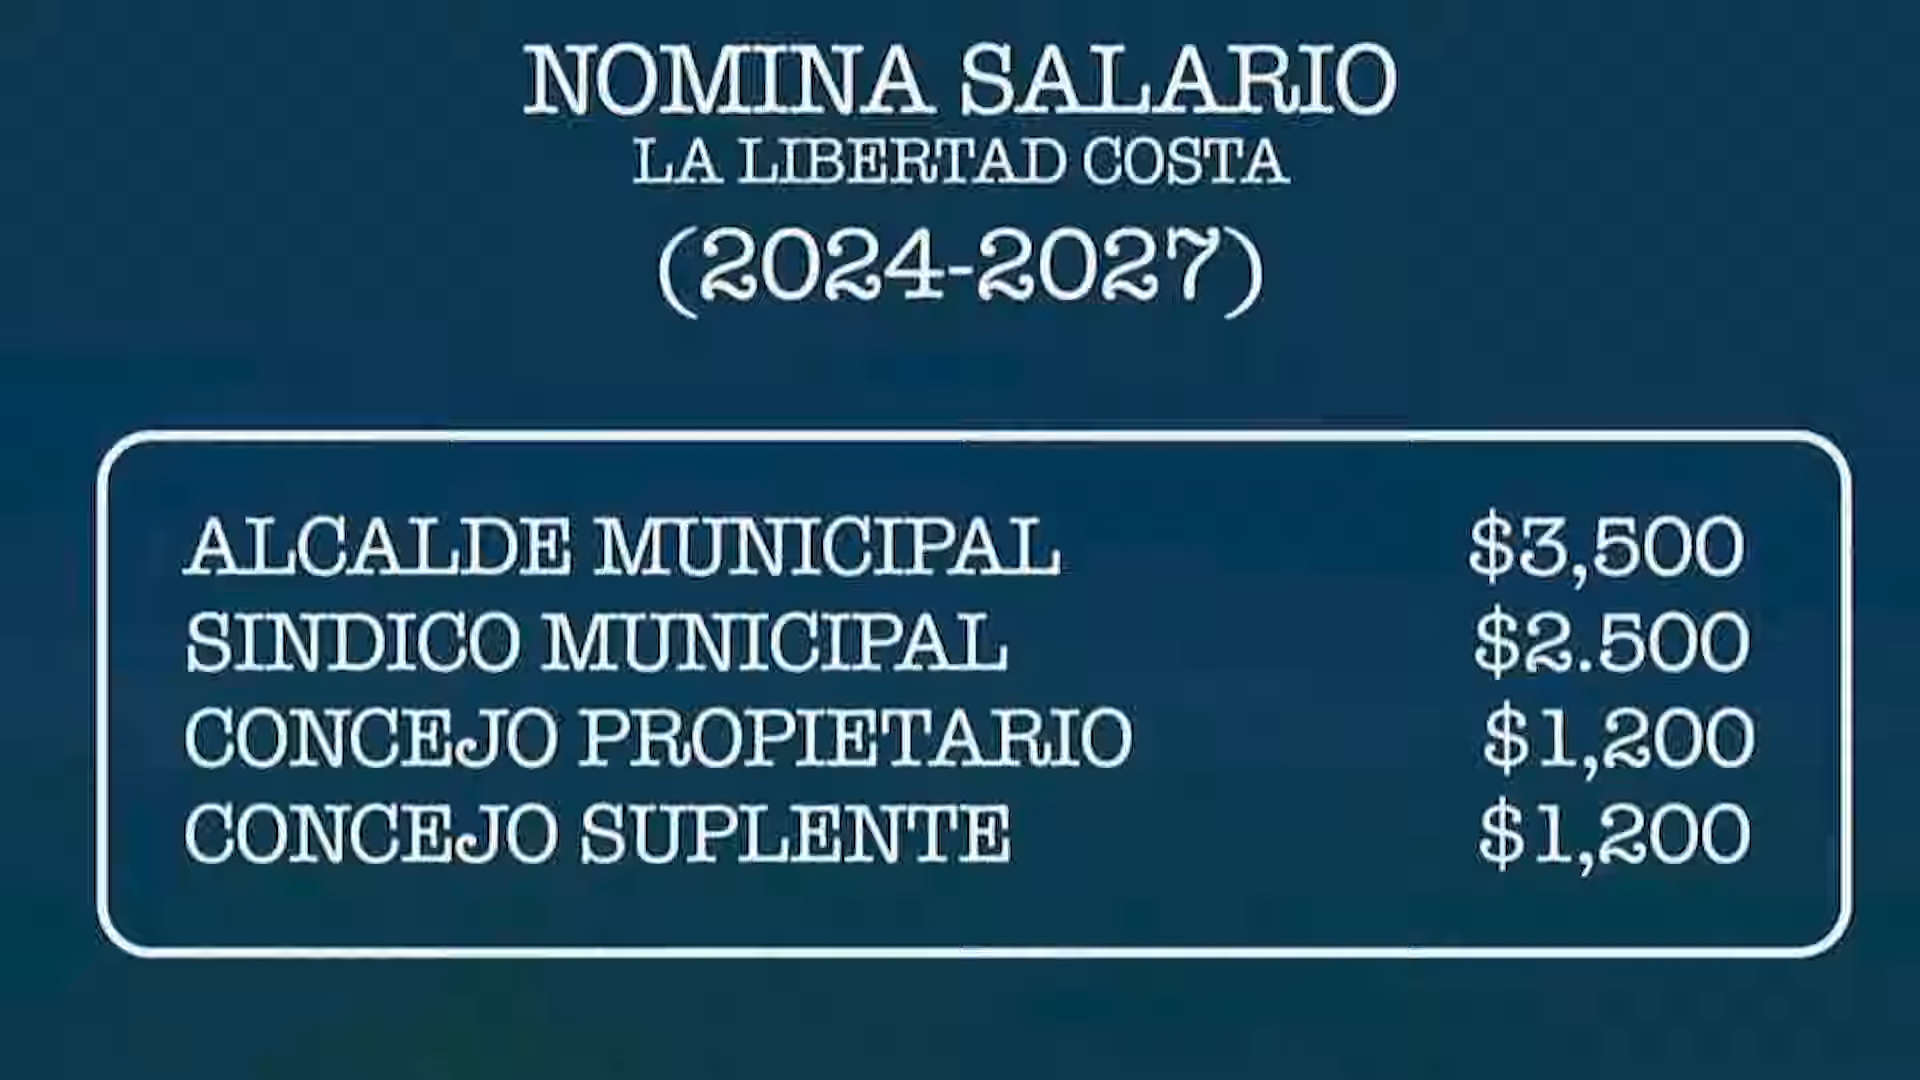 NOMINA SALARIO
LA LIBERTAD COSTA
(2024-2027)
ALCALDE MUNICIPAL $3,500
SINDICO MUNICIPAL $2.500
CONCEJO PROPIETARIO $1,200
CONCEJO SUPLENTE $1,200